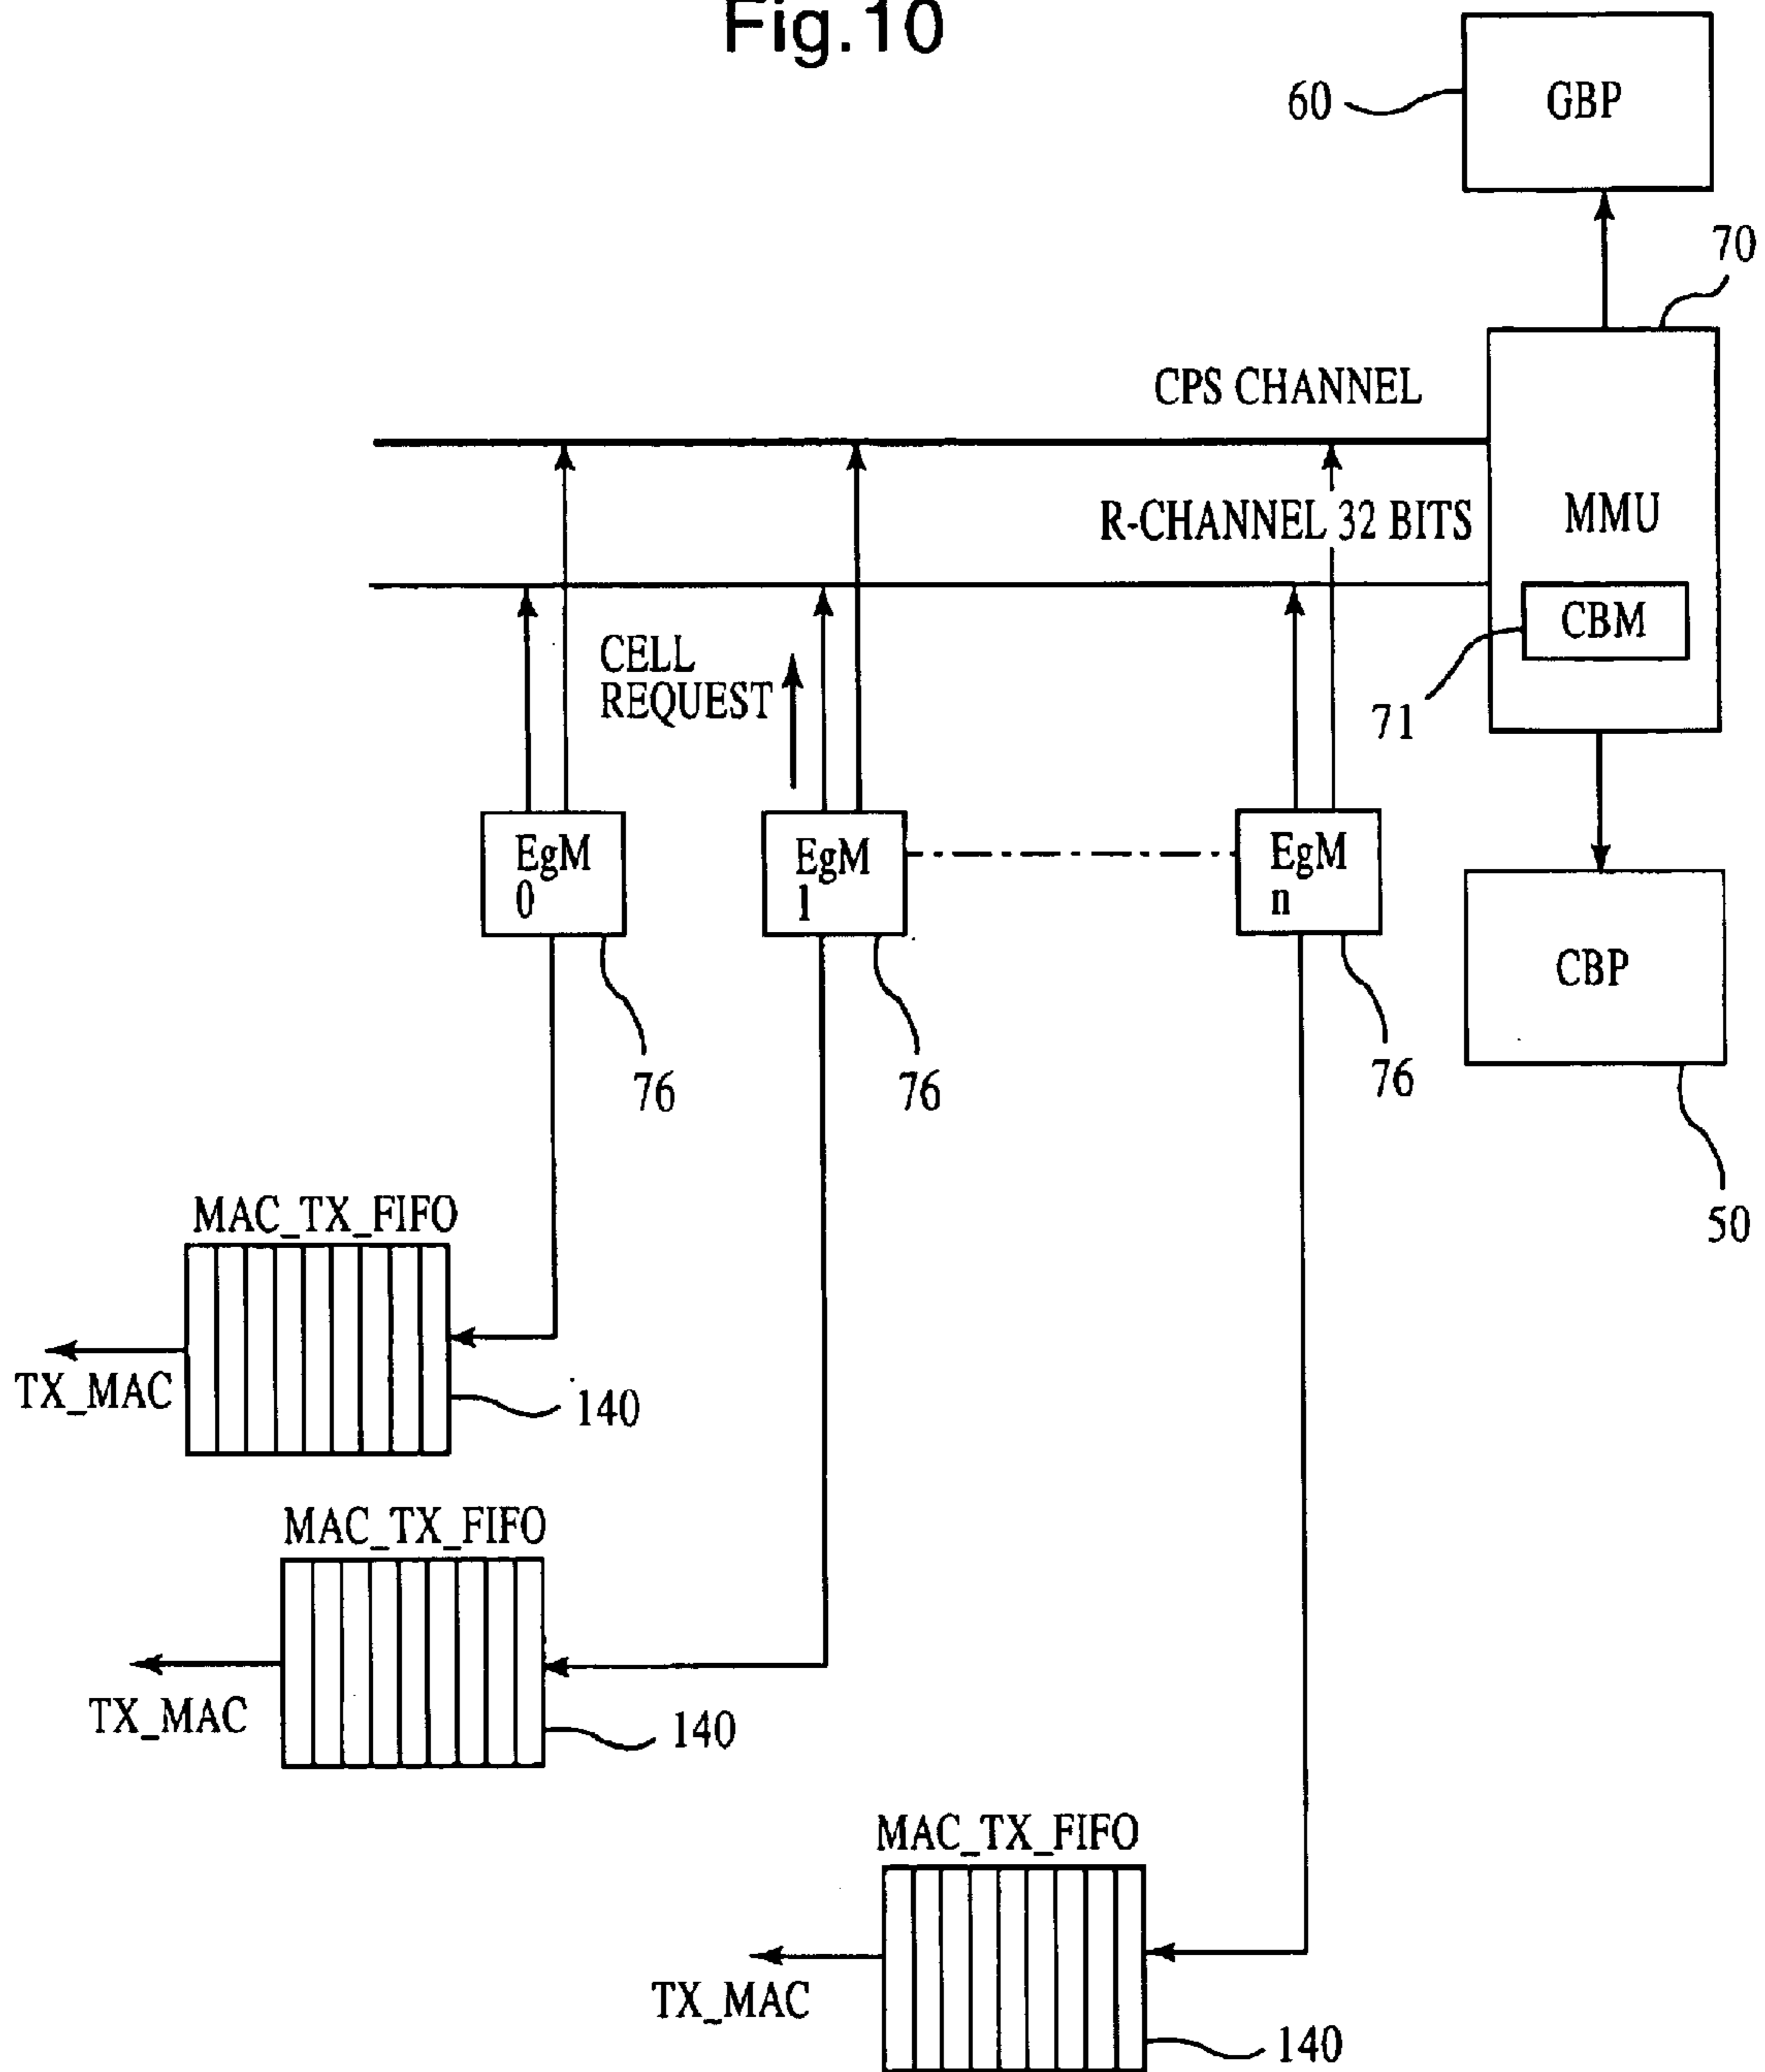 Fig.10
60
GBP
70
CPS CHANNEL
R-CHANNEL 32 BITS
MMU
CBM
71
CELL
REQUEST
EgM
0
EgM
1
EgM
n
76
76
76
CBP
50
MAC_TX_FIFO
TX_MAC
140
MAC_TX_FIFO
TX_MAC
140
MAC_TX_FIFO
TX_MAC
140